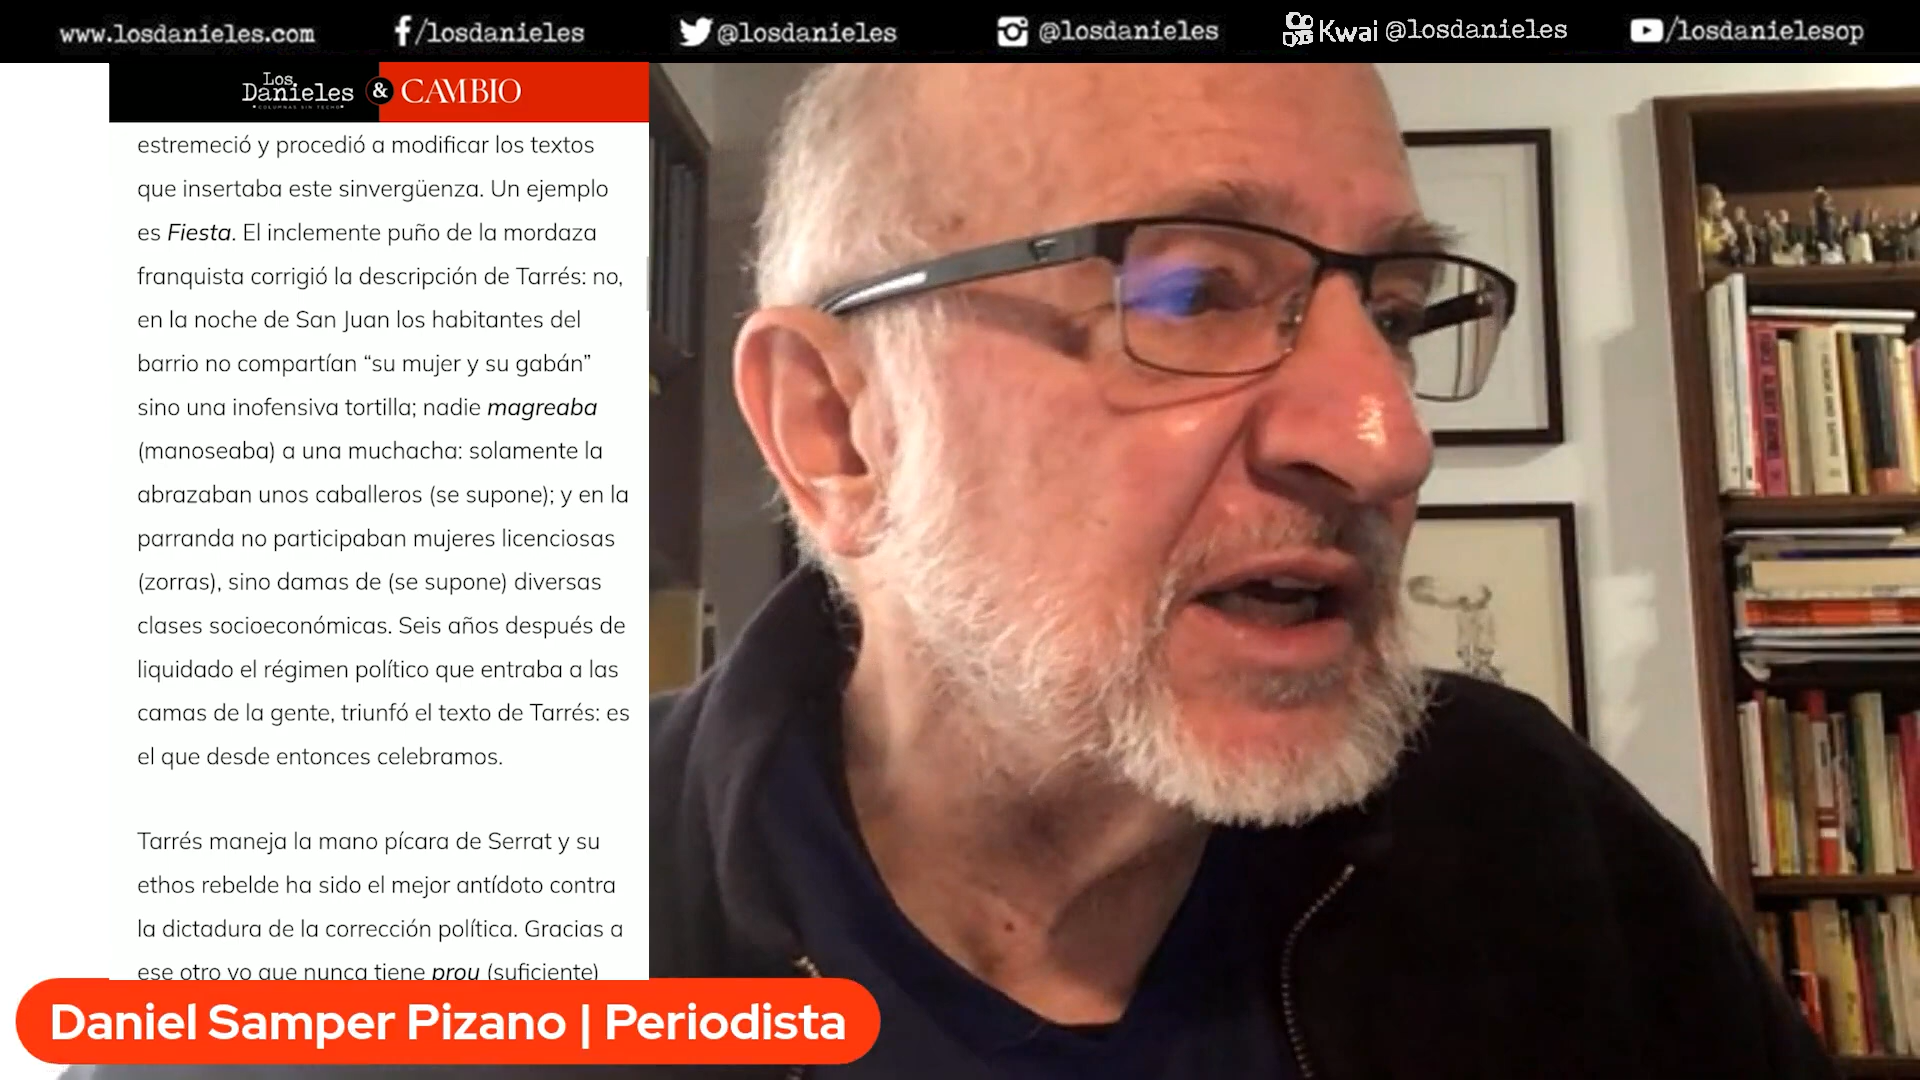 www.losdanieles.com
/losdanieles
@losdanieles
@losdanieles
Kwai @losdanieles
/losdanielesop
Los
Danieles & CAMBIO
COLUMNAS SIN TECHO
estremeció y procedió a modificar los textos
que insertaba este sinvergüenza. Un ejemplo
es Fiesta. El inclemente puño de la mordaza
franquista corrigió la descripción de Tarrés: no,
en la noche de San Juan los habitantes del
barrio no compartían “su mujer y su gabán”
sino una inofensiva tortilla; nadie magreaba
(manoseaba) a una muchacha: solamente la
abrazaban unos caballeros (se supone); y en la
parranda no participaban mujeres licenciosas
(zorras), sino damas de (se supone) diversas
clases socioeconómicas. Seis años después de
liquidado el régimen político que entraba a las
camas de la gente, triunfó el texto de Tarrés: es
el que desde entonces celebramos.
Tarrés maneja la mano pícara de Serrat y su
ethos rebelde ha sido el mejor antídoto contra
la dictadura de la corrección política. Gracias a
ese otro yo que nunca tiene prou (suficiente)
Daniel Samper Pizano | Periodista